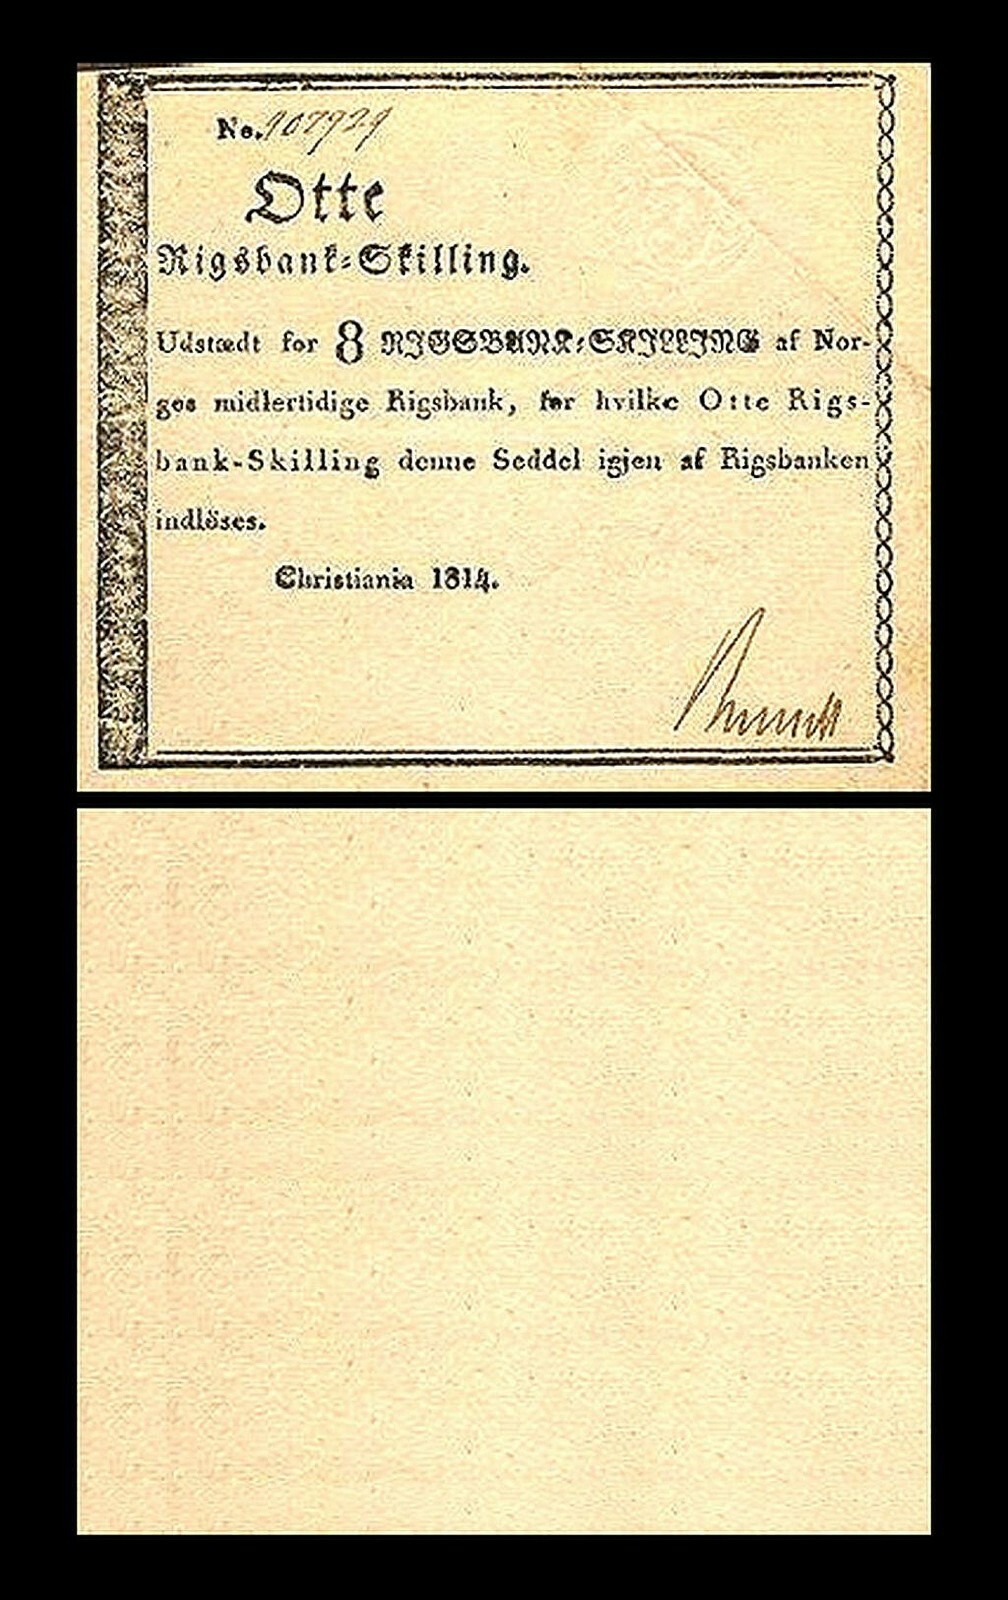 No. 107929
Otte
Rigsbank-Skilling.
Udstædt for 8 RIGSBANK-SKILLING af Nor-
ges midlertidige Rigsbank, for hvilke Otte Rigs-
bank-Skilling denne Seddel igjen af Rigsbanken
indlöses.
Christiania 1814.